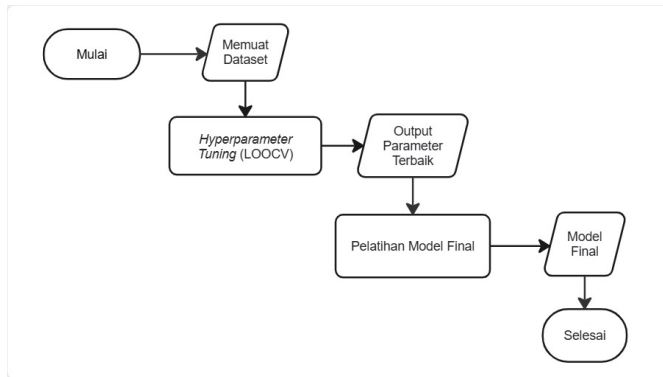 Mulai
Memuat
Dataset
Hyperparameter
Tuning (LOOCV)
Output
Parameter
Terbaik
Pelatihan Model Final
Model
Final
Selesai